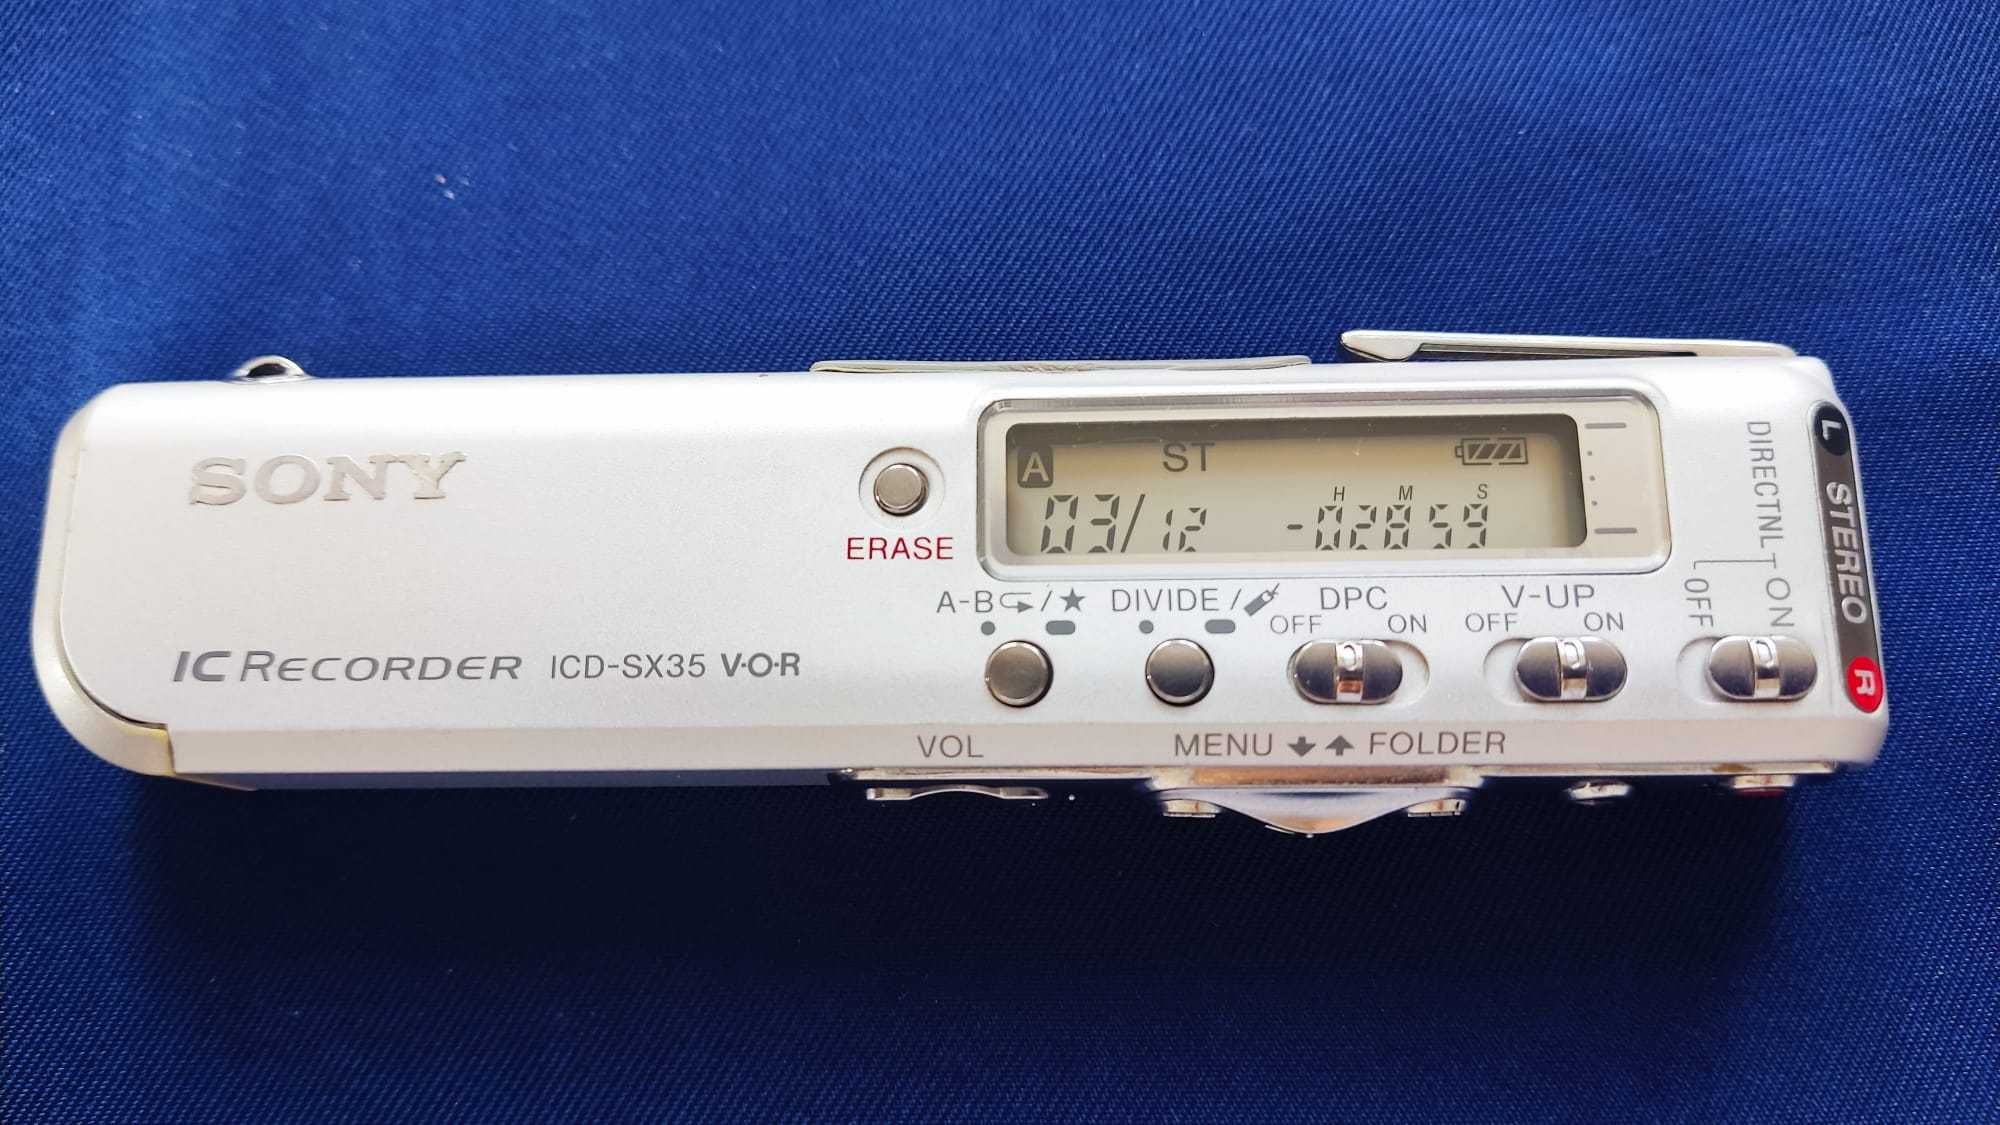 SONY
IC RECORDER ICD-SX35 V·O·R
ERASE
A ST
H M S
03/12 -02859
A-B /★ DIVIDE/
DPC
OFF ON
V-UP
OFF ON
DIRECTNL
OFF ON
L STEREO R
VOL MENU ↓↑ FOLDER